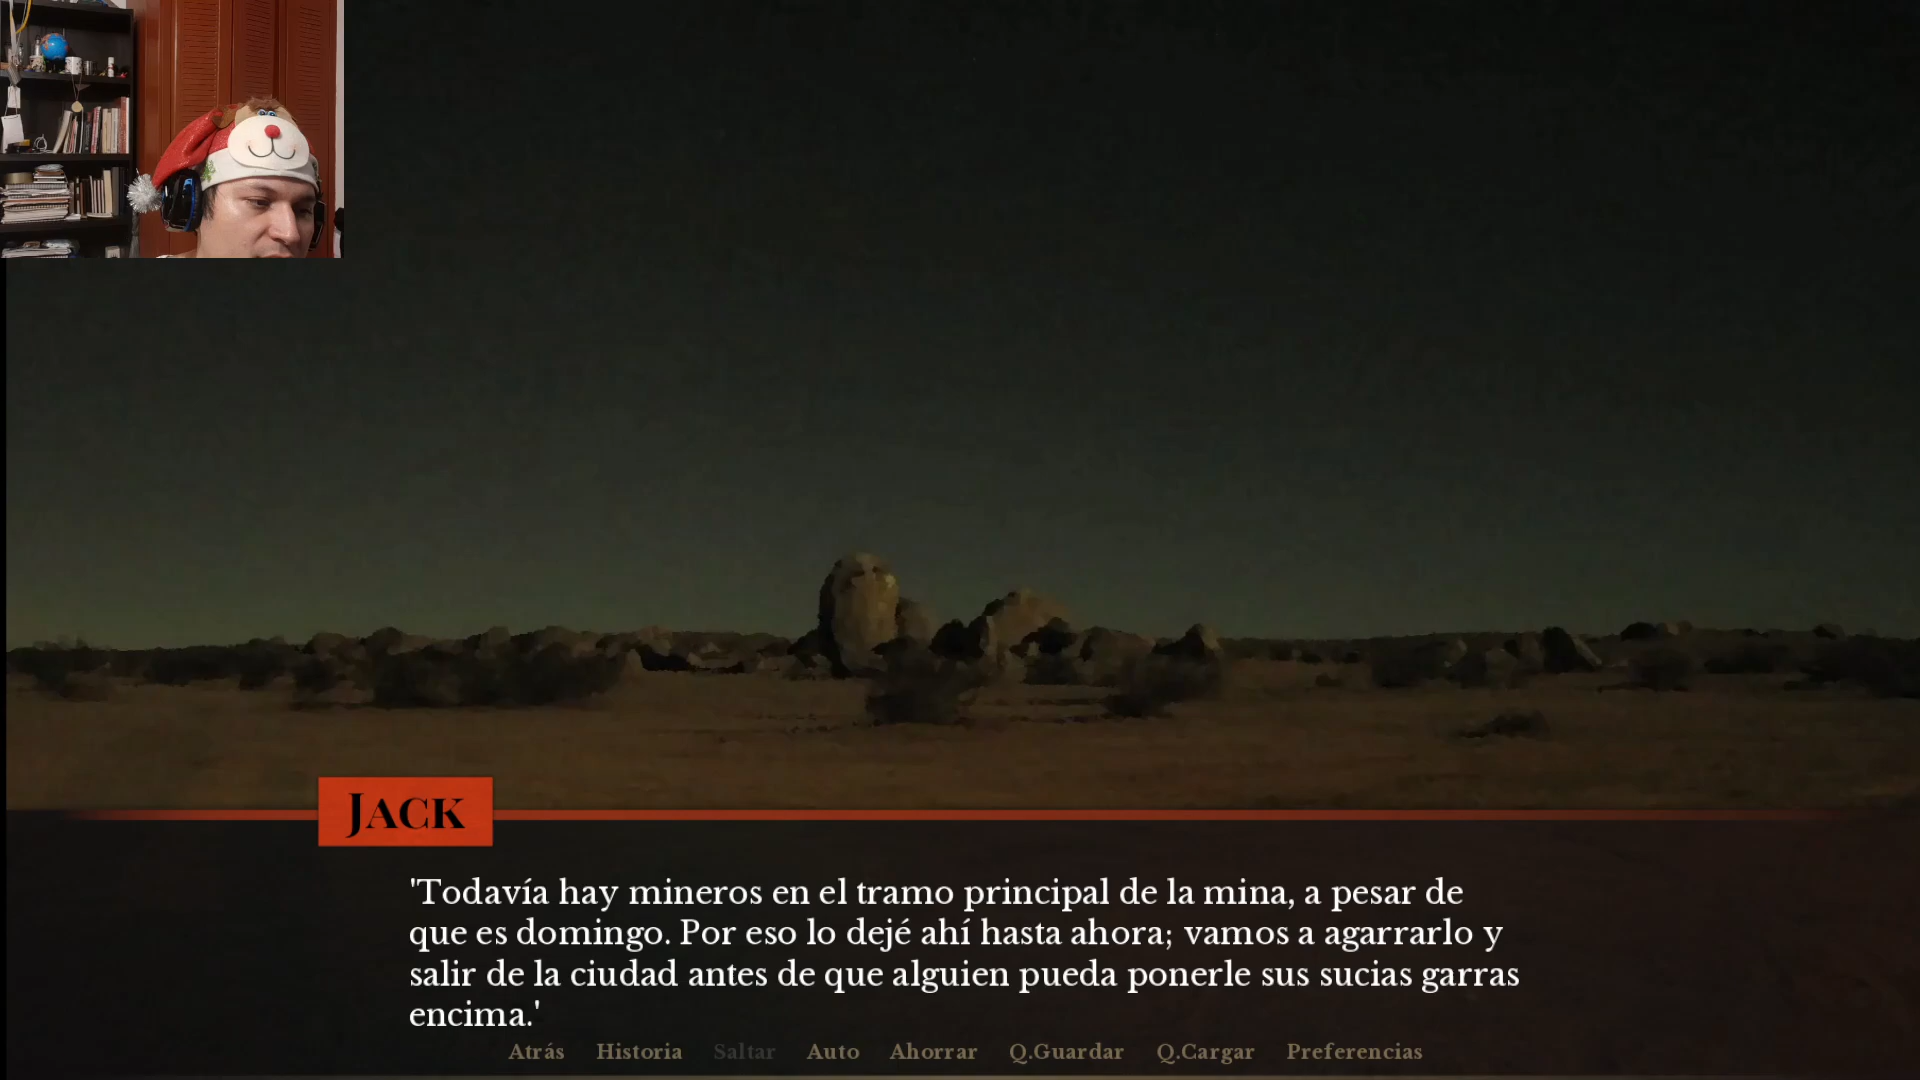 Jack
'Todavía hay mineros en el tramo principal de la mina, a pesar de
que es domingo. Por eso lo dejé ahí hasta ahora; vamos a agarrarlo y
salir de la ciudad antes de que alguien pueda ponerle sus sucias garras
encima.'
Atrás Historia Saltar Auto Ahorrar Q.Guardar Q.Cargar Preferencias